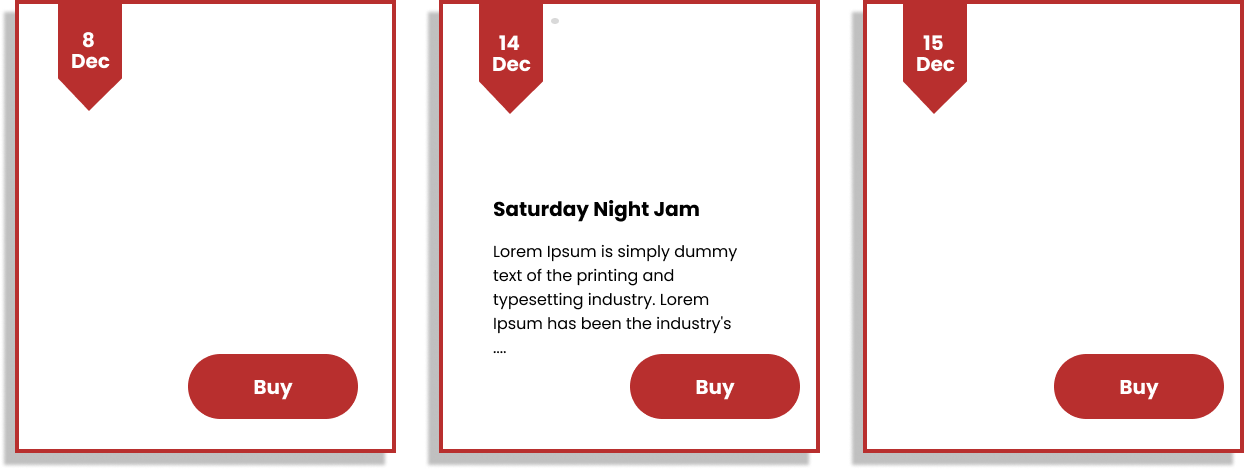 8
Dec
14
Dec
15
Dec
Saturday Night Jam
Lorem Ipsum is simply dummy
text of the printing and
typesetting industry. Lorem
Ipsum has been the industry's
....
Buy
Buy
Buy